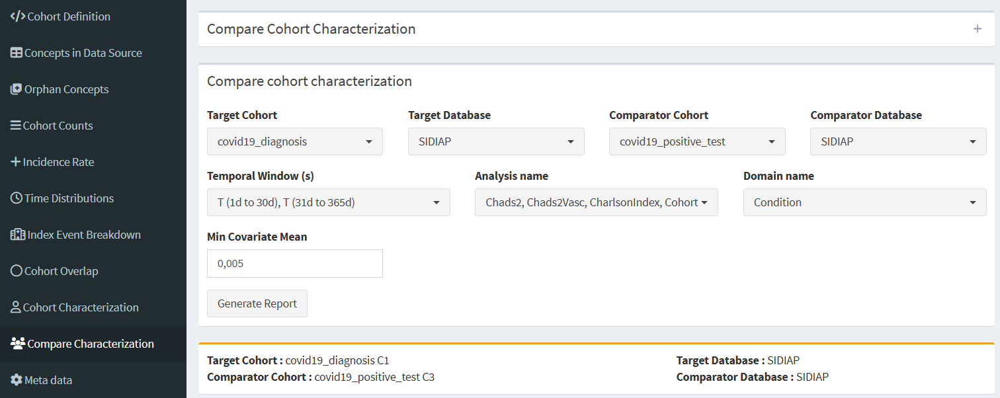 Cohort Definition
Concepts in Data Source
Orphan Concepts
Cohort Counts
Incidence Rate
Time Distributions
Index Event Breakdown
Cohort Overlap
Cohort Characterization
Compare Characterization
Meta data
Compare Cohort Characterization
Compare cohort characterization
Target Cohort Target Database Comparator Cohort Comparator Database
covid19_diagnosis SIDIAP covid19_positive_test SIDIAP
Temporal Window (s) Analysis name Domain name
T (1d to 30d), T (31d to 365d) Chads2, Chads2Vasc, CharlsonIndex, Cohort Condition
Min Covariate Mean
0,005
Generate Report
Target Cohort : covid19_diagnosis C1 Target Database : SIDIAP
Comparator Cohort : covid19_positive_test C3 Comparator Database : SIDIAP